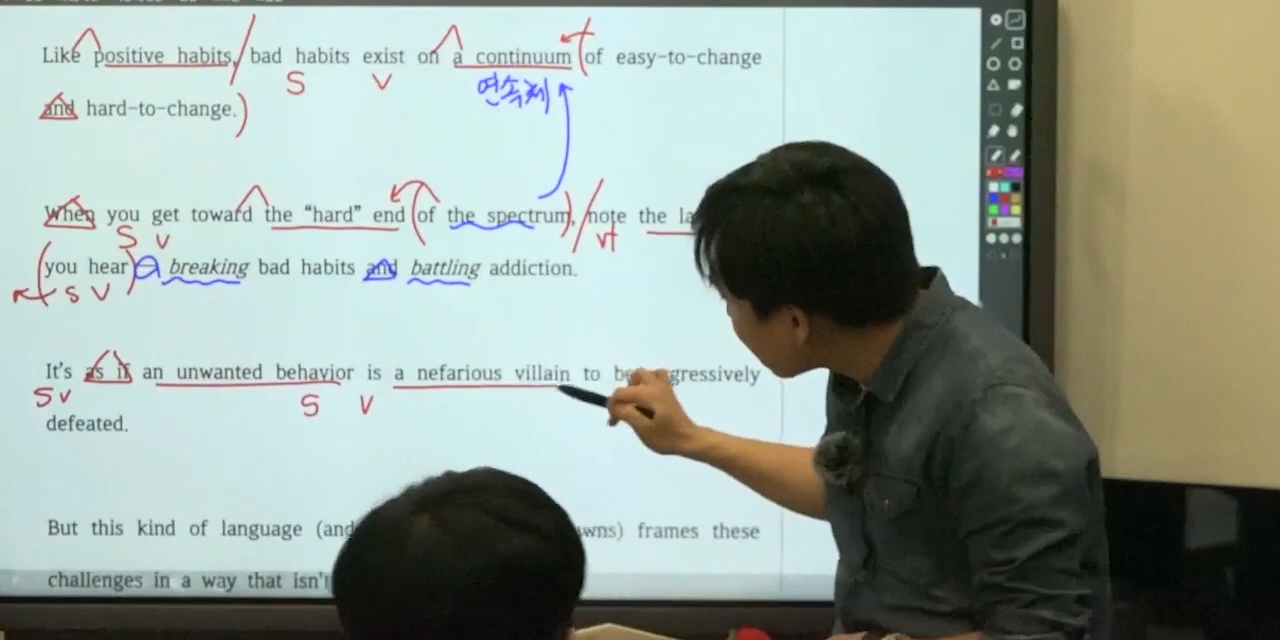 Like positive habits, bad habits exist on a continuum of easy-to-change
S V 연속체
and hard-to-change.
When you get toward the "hard" end of the spectrum, note the
S V vt
you hear breaking bad habits and battling addiction.
S V
It's as if an unwanted behavior is a nefarious villain to be aggressively
S V S V
defeated.
But this kind of language (and frames these
challenges in a way that isn't